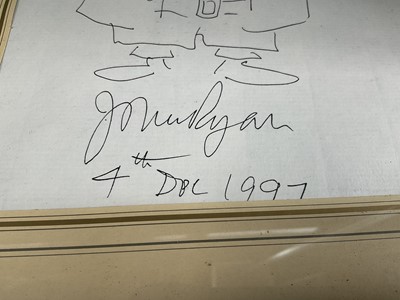 John Ryan
4th DEC 1997